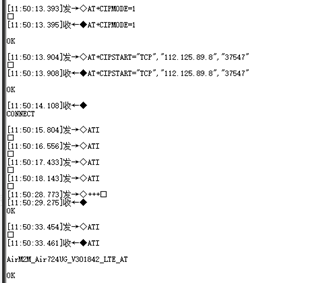 [11:50:13.393]发→◇AT+CIPMODE=1
□
[11:50:13.395]收←◆AT+CIPMODE=1
OK
[11:50:13.904]发→◇AT+CIPSTART="TCP","112.125.89.8","37547"
□
[11:50:13.908]收←◆AT+CIPSTART="TCP","112.125.89.8","37547"
OK
[11:50:14.108]收←◆
CONNECT
[11:50:15.804]发→◇ATI
□
[11:50:16.556]发→◇ATI
□
[11:50:17.433]发→◇ATI
□
[11:50:18.143]发→◇ATI
□
[11:50:28.773]发→◇+++□
[11:50:29.275]收←◆
OK
[11:50:33.454]发→◇ATI
□
[11:50:33.461]收←◆ATI
AirM2M_Air724UG_V301842_LTE_AT
OK